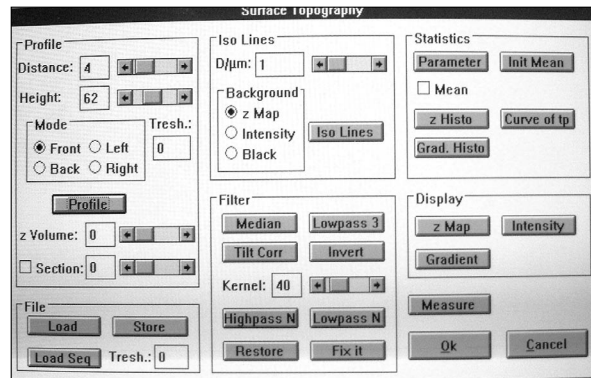 Surface Topography
Profile
Distance: 4
Height: 62
Mode
Tresh.:
Front Left
0
Back Right
Profile
z Volume: 0
Section: 0
File
Load Store
Load Seq Tresh.: 0
Iso Lines
D/µm: 1
Background
z Map
Intensity
Iso Lines
Black
Filter
Median Lowpass 3
Tilt Corr Invert
Kernel: 40
Highpass N Lowpass N
Restore Fix it
Statistics
Parameter Init Mean
Mean
z Histo Curve of tp
Grad. Histo
Display
z Map Intensity
Gradient
Measure
Ok Cancel